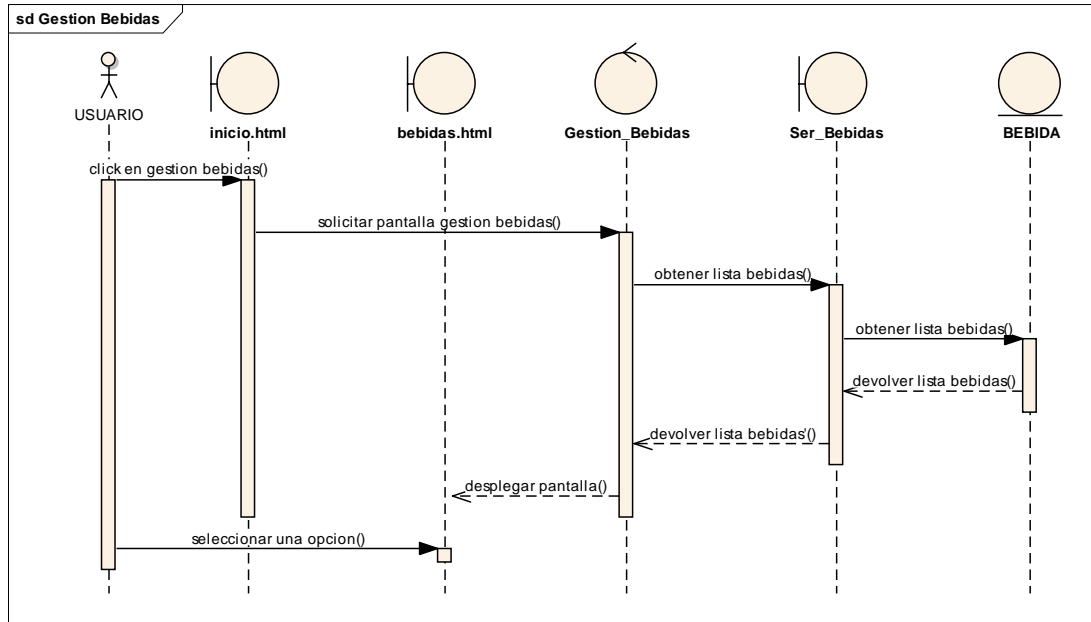 sd Gestion Bebidas
USUARIO
inicio.html
bebidas.html
Gestion_Bebidas
Ser_Bebidas
BEBIDA
click en gestion bebidas()
solicitar pantalla gestion bebidas()
obtener lista bebidas()
obtener lista bebidas()
devolver lista bebidas()
devolver lista bebidas'()
desplegar pantalla()
seleccionar una opcion()